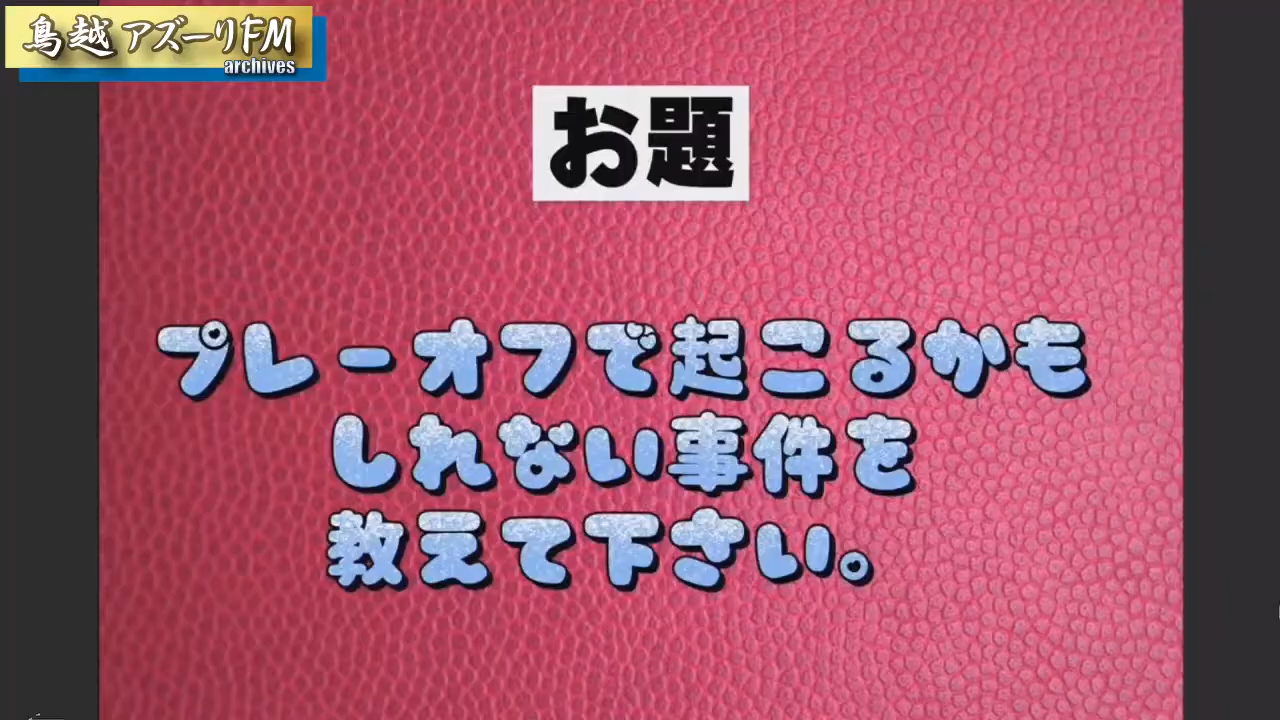 鳥越アズーリFM
archives
お題
プレーオフで起こるかも
しれない事件を
教えて下さい。